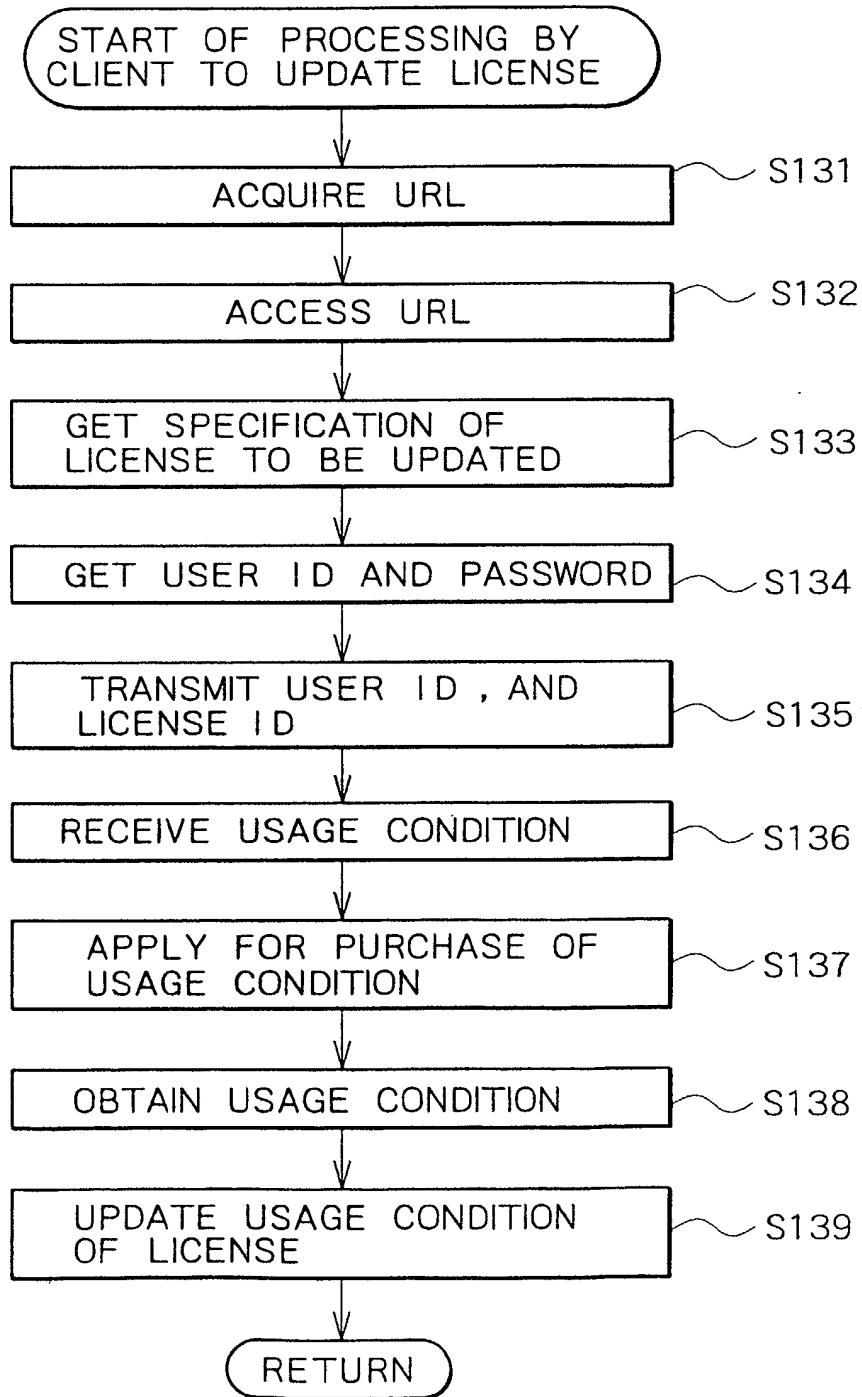 START OF PROCESSING BY
CLIENT TO UPDATE LICENSE
ACQUIRE URL
S131
ACCESS URL
S132
GET SPECIFICATION OF
LICENSE TO BE UPDATED
S133
GET USER ID AND PASSWORD
S134
TRANSMIT USER ID , AND
LICENSE ID
S135
RECEIVE USAGE CONDITION
S136
APPLY FOR PURCHASE OF
USAGE CONDITION
S137
OBTAIN USAGE CONDITION
S138
UPDATE USAGE CONDITION
OF LICENSE
S139
RETURN